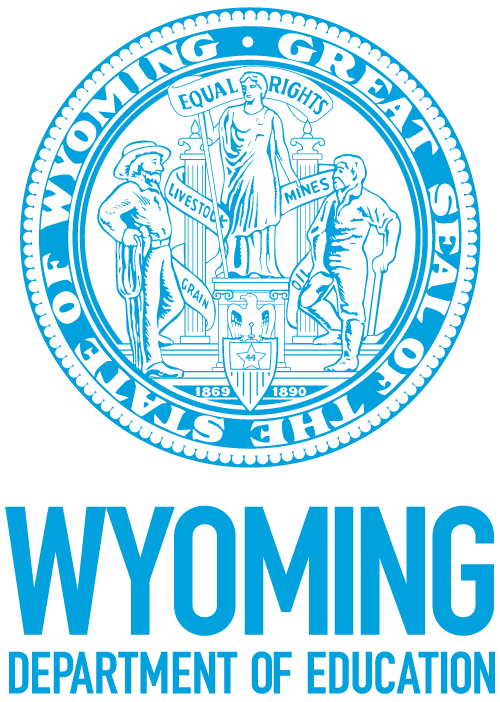 GREAT SEAL OF THE STATE OF WYOMING
EQUAL RIGHTS
LIVESTOCK
MINES
GRAIN
OIL
44
1869
1890
WYOMING
DEPARTMENT OF EDUCATION